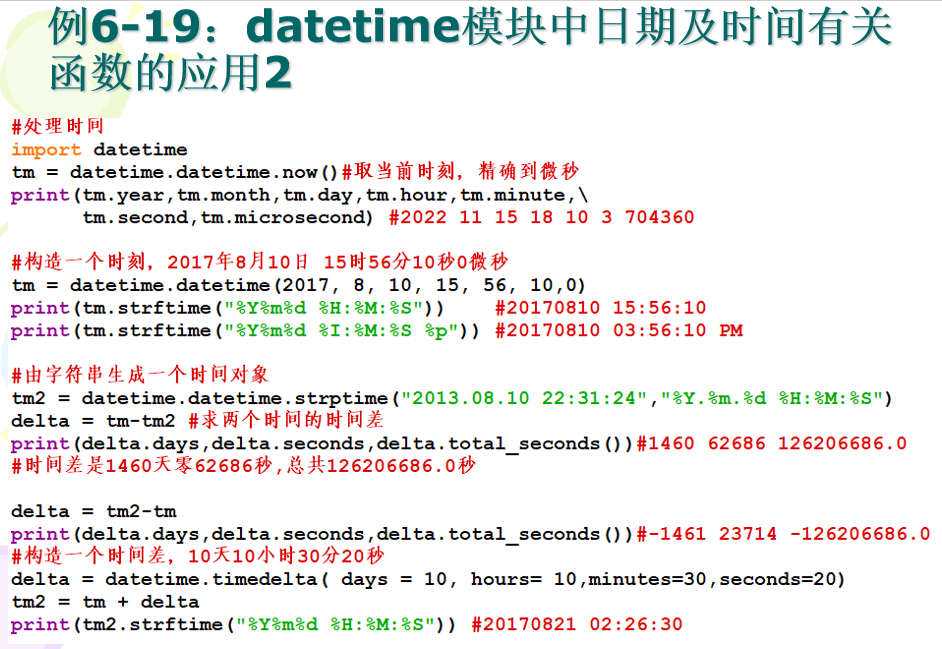 例6-19：datetime模块中日期及时间有关
函数的应用2
#处理时间
import datetime
tm = datetime.datetime.now()#取当前时刻，精确到微秒
print(tm.year,tm.month,tm.day,tm.hour,tm.minute,\
tm.second,tm.microsecond) #2022 11 15 18 10 3 704360
#构造一个时刻，2017年8月10日 15时56分10秒0微秒
tm = datetime.datetime(2017, 8, 10, 15, 56, 10,0)
print(tm.strftime("%Y%m%d %H:%M:%S")) #20170810 15:56:10
print(tm.strftime("%Y%m%d %I:%M:%S %p")) #20170810 03:56:10 PM
#由字符串生成一个时间对象
tm2 = datetime.datetime.strptime("2013.08.10 22:31:24","%Y.%m.%d %H:%M:%S")
delta = tm-tm2 #求两个时间的时间差
print(delta.days,delta.seconds,delta.total_seconds())#1460 62686 126206686.0
#时间差是1460天零62686秒,总共126206686.0秒
delta = tm2-tm
print(delta.days,delta.seconds,delta.total_seconds())#-1461 23714 -126206686.0
#构造一个时间差，10天10小时30分20秒
delta = datetime.timedelta( days = 10, hours= 10,minutes=30,seconds=20)
tm2 = tm + delta
print(tm2.strftime("%Y%m%d %H:%M:%S")) #20170821 02:26:30